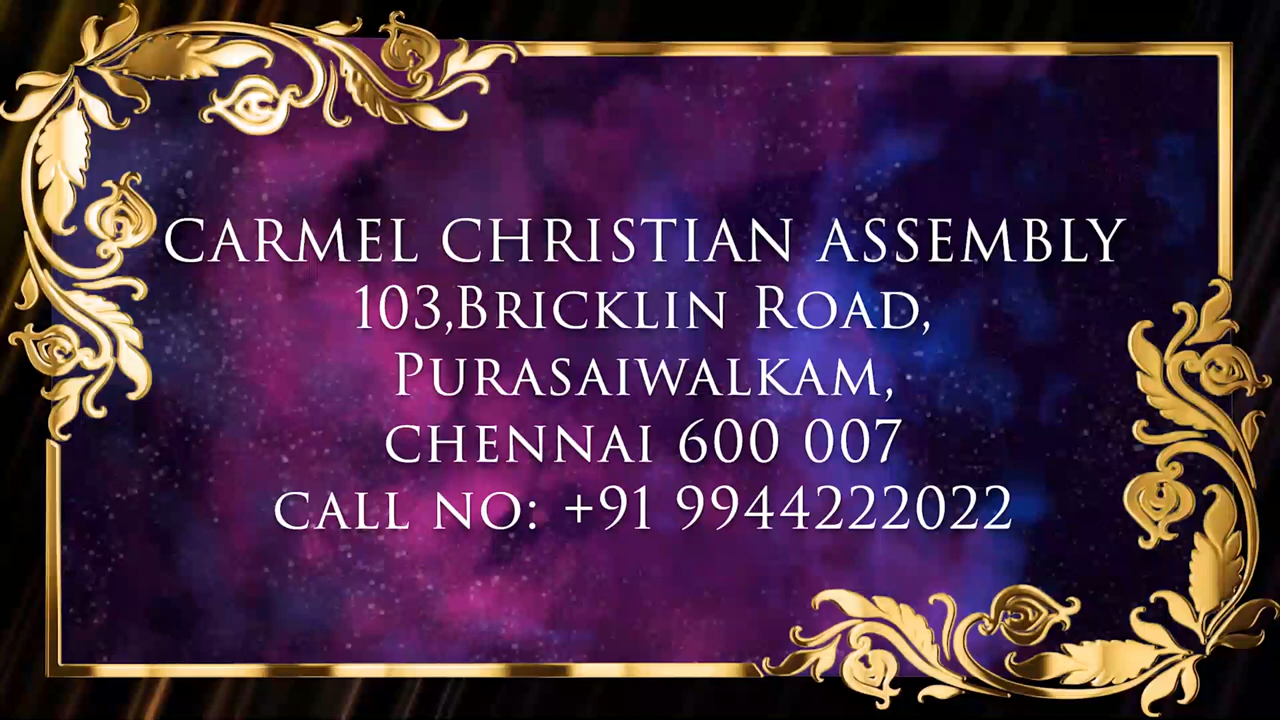 CARMEL CHRISTIAN ASSEMBLY
103,BRICKLIN ROAD,
PURASAIWALKAM,
CHENNAI 600 007
CALL NO: +91 9944222022